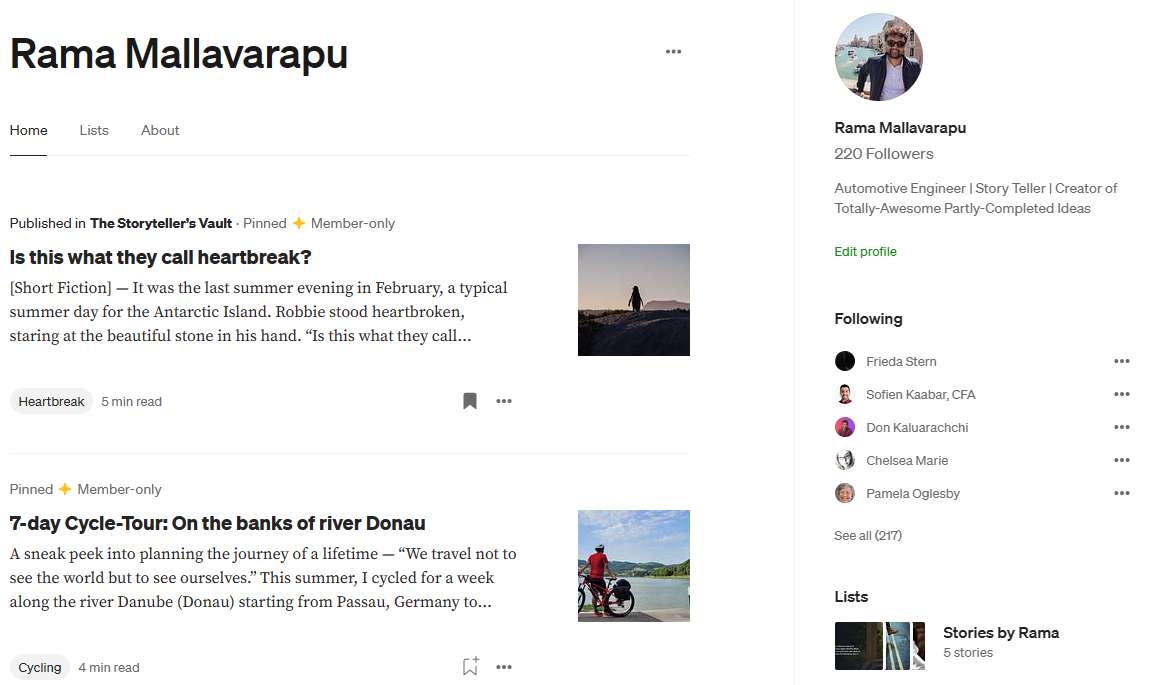 Rama Mallavarapu
Home Lists About
Published in The Storyteller's Vault · Pinned Member-only
Is this what they call heartbreak?
[Short Fiction] — It was the last summer evening in February, a typical
summer day for the Antarctic Island. Robbie stood heartbroken,
staring at the beautiful stone in his hand. “Is this what they call...
Heartbreak 5 min read
Pinned Member-only
7-day Cycle-Tour: On the banks of river Donau
A sneak peek into planning the journey of a lifetime — “We travel not to
see the world but to see ourselves.” This summer, I cycled for a week
along the river Danube (Donau) starting from Passau, Germany to...
Cycling 4 min read
Rama Mallavarapu
220 Followers
Automotive Engineer | Story Teller | Creator of
Totally-Awesome Partly-Completed Ideas
Edit profile
Following
Frieda Stern
Sofien Kaabar, CFA
Don Kaluarachchi
Chelsea Marie
Pamela Oglesby
See all (217)
Lists
Stories by Rama
5 stories